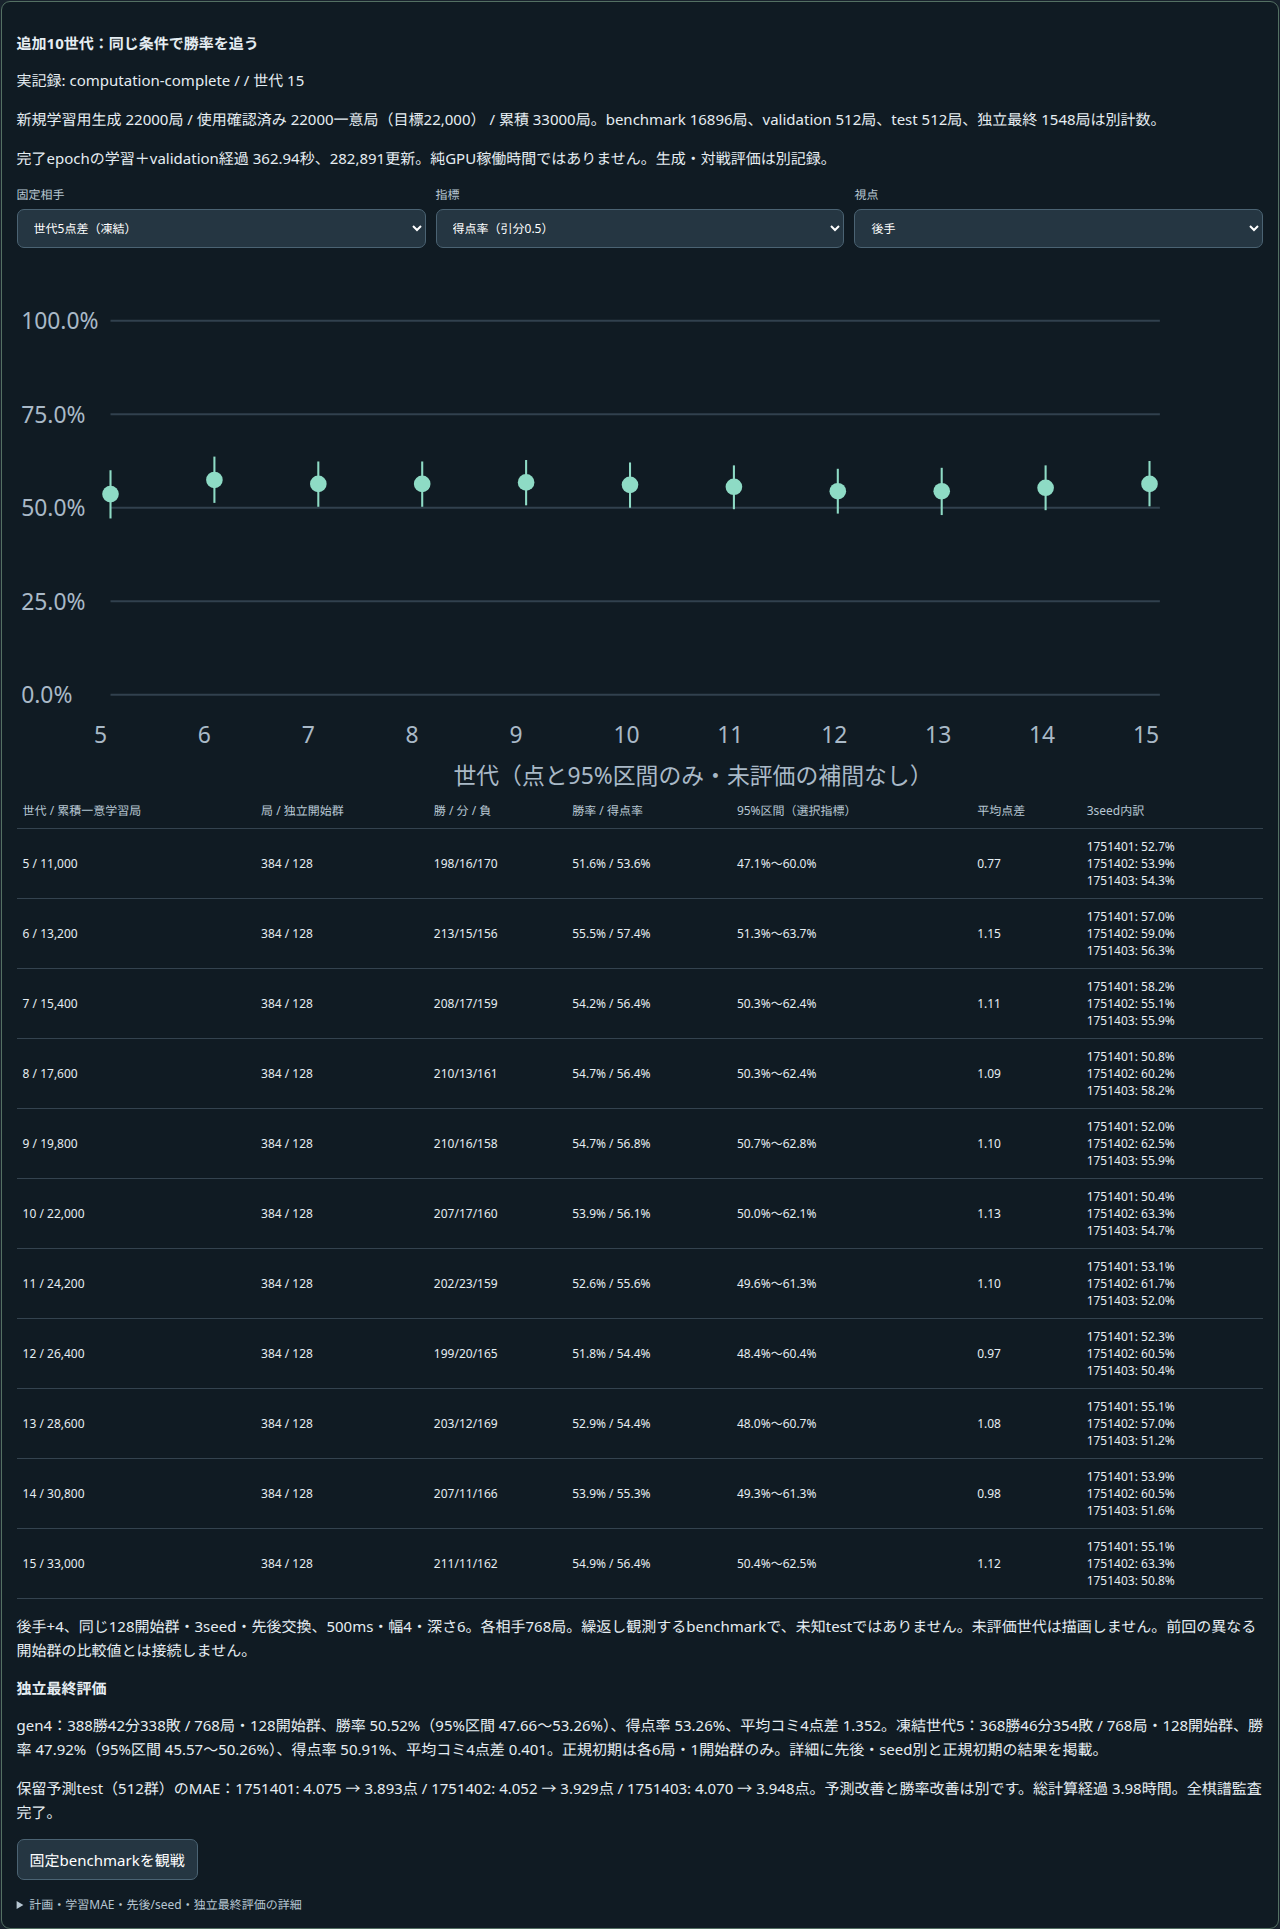 追加10世代：同じ条件で勝率を追う
実記録: computation-complete / / 世代 15
新規学習用生成 22000局 / 使用確認済み 22000一意局（目標22,000） / 累積 33000局。benchmark 16896局、validation 512局、test 512局、独立最終 1548局は別計数。
完了epochの学習＋validation経過 362.94秒、282,891更新。純GPU稼働時間ではありません。生成・対戦評価は別記録。
固定相手 指標 視点
世代5点差（凍結） 得点率（引分0.5） 後手
100.0%
75.0%
50.0%
25.0%
0.0%
5 6 7 8 9 10 11 12 13 14 15
世代（点と95%区間のみ・未評価の補間なし）
世代 / 累積一意学習局 局 / 独立開始群 勝 / 分 / 負 勝率 / 得点率 95%区間（選択指標） 平均点差 3seed内訳
1751401: 52.7%
5 / 11,000 384 / 128 198/16/170 51.6% / 53.6% 47.1%〜60.0% 0.77 1751402: 53.9%
1751403: 54.3%
1751401: 57.0%
6 / 13,200 384 / 128 213/15/156 55.5% / 57.4% 51.3%〜63.7% 1.15 1751402: 59.0%
1751403: 56.3%
1751401: 58.2%
7 / 15,400 384 / 128 208/17/159 54.2% / 56.4% 50.3%〜62.4% 1.11 1751402: 55.1%
1751403: 55.9%
1751401: 50.8%
8 / 17,600 384 / 128 210/13/161 54.7% / 56.4% 50.3%〜62.4% 1.09 1751402: 60.2%
1751403: 58.2%
1751401: 52.0%
9 / 19,800 384 / 128 210/16/158 54.7% / 56.8% 50.7%〜62.8% 1.10 1751402: 62.5%
1751403: 55.9%
1751401: 50.4%
10 / 22,000 384 / 128 207/17/160 53.9% / 56.1% 50.0%〜62.1% 1.13 1751402: 63.3%
1751403: 54.7%
1751401: 53.1%
11 / 24,200 384 / 128 202/23/159 52.6% / 55.6% 49.6%〜61.3% 1.10 1751402: 61.7%
1751403: 52.0%
1751401: 52.3%
12 / 26,400 384 / 128 199/20/165 51.8% / 54.4% 48.4%〜60.4% 0.97 1751402: 60.5%
1751403: 50.4%
1751401: 55.1%
13 / 28,600 384 / 128 203/12/169 52.9% / 54.4% 48.0%〜60.7% 1.08 1751402: 57.0%
1751403: 51.2%
1751401: 53.9%
14 / 30,800 384 / 128 207/11/166 53.9% / 55.3% 49.3%〜61.3% 0.98 1751402: 60.5%
1751403: 51.6%
1751401: 55.1%
15 / 33,000 384 / 128 211/11/162 54.9% / 56.4% 50.4%〜62.5% 1.12 1751402: 63.3%
1751403: 50.8%
後手+4、同じ128開始群・3seed・先後交換、500ms・幅4・深さ6。各相手768局。繰返し観測するbenchmarkで、未知testではありません。未評価世代は描画しません。前回の異なる
開始群の比較値とは接続しません。
独立最終評価
gen4：388勝42分338敗 / 768局・128開始群、勝率 50.52%（95%区間 47.66〜53.26%）、得点率 53.26%、平均コミ4点差 1.352。凍結世代5：368勝46分354敗 / 768局・128開始群、勝
率 47.92%（95%区間 45.57〜50.26%）、得点率 50.91%、平均コミ4点差 0.401。正規初期は各6局・1開始群のみ。詳細に先後・seed別と正規初期の結果を掲載。
保留予測test（512群）のMAE：1751401: 4.075 → 3.893点 / 1751402: 4.052 → 3.929点 / 1751403: 4.070 → 3.948点。予測改善と勝率改善は別です。総計算経過 3.98時間。全棋譜監査
完了。
固定benchmarkを観戦
▶ 計画・学習MAE・先後/seed・独立最終評価の詳細